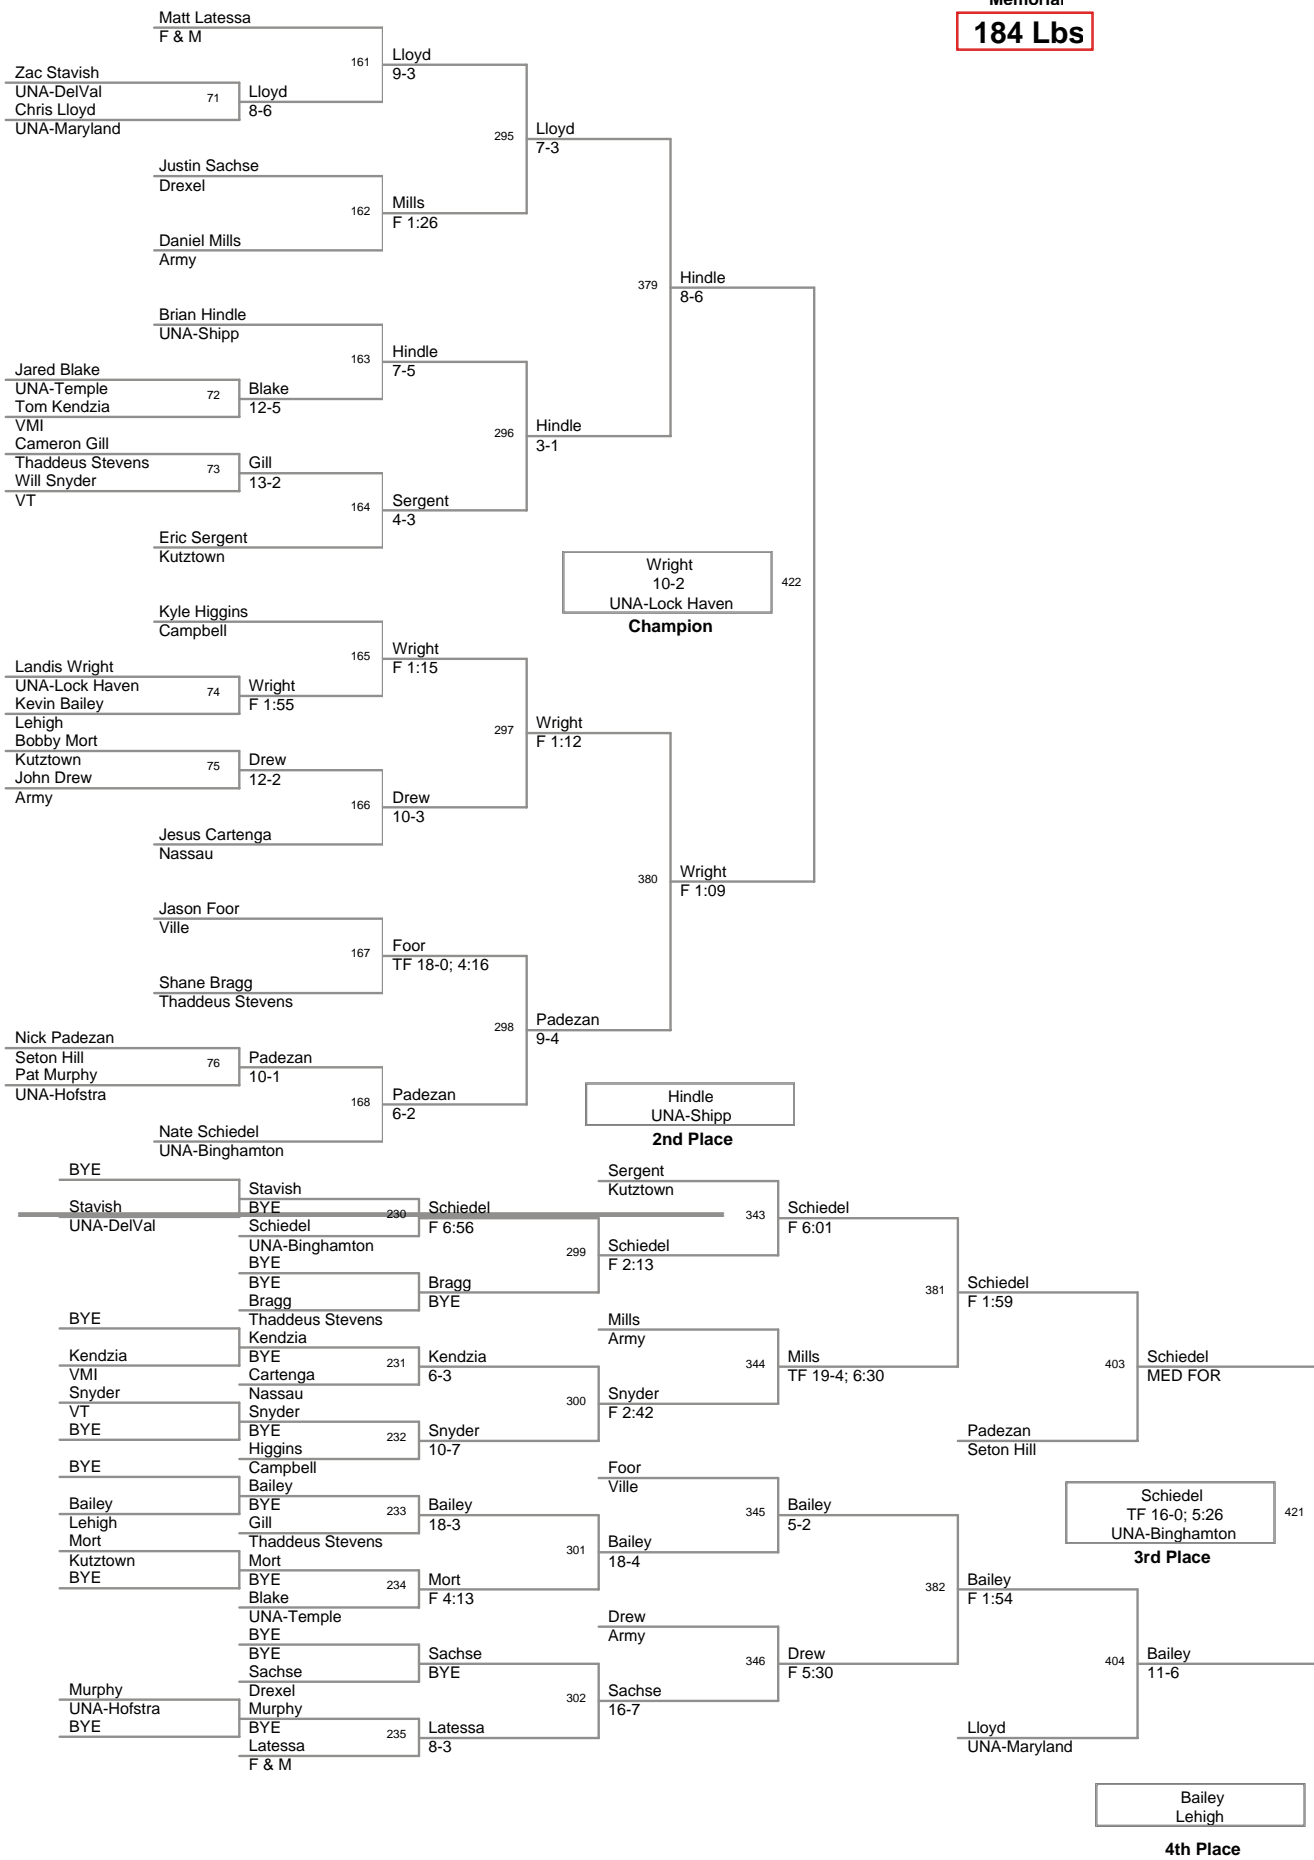 Memorial
184 Lbs
Matt Latessa
F & M
161
Lloyd
9-3
Zac Stavish
UNA-DelVal
71
Lloyd
8-6
Chris Lloyd
UNA-Maryland
295
Lloyd
7-3
Justin Sachse
Drexel
162
Mills
F 1:26
Daniel Mills
Army
379
Hindle
8-6
Brian Hindle
UNA-Shipp
163
Hindle
7-5
Jared Blake
UNA-Temple
72
Blake
12-5
Tom Kendzia
VMI
296
Hindle
3-1
Cameron Gill
Thaddeus Stevens
73
Gill
13-2
Will Snyder
VT
164
Sergent
4-3
Eric Sergent
Kutztown
Wright
10-2
UNA-Lock Haven
422
Champion
Kyle Higgins
Campbell
165
Wright
F 1:15
Landis Wright
UNA-Lock Haven
74
Wright
F 1:55
Kevin Bailey
Lehigh
297
Wright
F 1:12
Bobby Mort
Kutztown
75
Drew
12-2
John Drew
Army
166
Drew
10-3
Jesus Cartenga
Nassau
380
Wright
F 1:09
Jason Foor
Ville
167
Foor
TF 18-0; 4:16
Shane Bragg
Thaddeus Stevens
298
Padezan
9-4
Nick Padezan
Seton Hill
76
Padezan
10-1
Pat Murphy
UNA-Hofstra
168
Padezan
6-2
Nate Schiedel
UNA-Binghamton
Hindle
UNA-Shipp
2nd Place
BYE
Stavish
UNA-DelVal
Stavish
BYE
230
Schiedel
UNA-Binghamton
Schiedel
F 6:56
BYE
BYE
Bragg
Thaddeus Stevens
Bragg
BYE
299
Schiedel
F 2:13
Sergent
Kutztown
343
Schiedel
F 6:01
BYE
Kendzia
VMI
Kendzia
BYE
231
Cartenga
Nassau
Kendzia
6-3
Snyder
VT
BYE
Snyder
BYE
232
Higgins
Campbell
Snyder
10-7
300
Snyder
F 2:42
Mills
Army
344
Mills
TF 19-4; 6:30
381
Schiedel
F 1:59
403
Schiedel
MED FOR
Padezan
Seton Hill
BYE
Bailey
Lehigh
Bailey
BYE
233
Gill
Thaddeus Stevens
Bailey
18-3
Mort
Kutztown
BYE
Mort
BYE
234
Blake
UNA-Temple
Mort
F 4:13
301
Bailey
18-4
Foor
Ville
345
Bailey
5-2
Schiedel
TF 16-0; 5:26
UNA-Binghamton
421
3rd Place
BYE
BYE
Sachse
Drexel
Sachse
BYE
Murphy
UNA-Hofstra
BYE
Murphy
BYE
235
Latessa
F & M
Latessa
8-3
302
Sachse
16-7
Drew
Army
346
Drew
F 5:30
382
Bailey
F 1:54
404
Bailey
11-6
Lloyd
UNA-Maryland
Bailey
Lehigh
4th Place